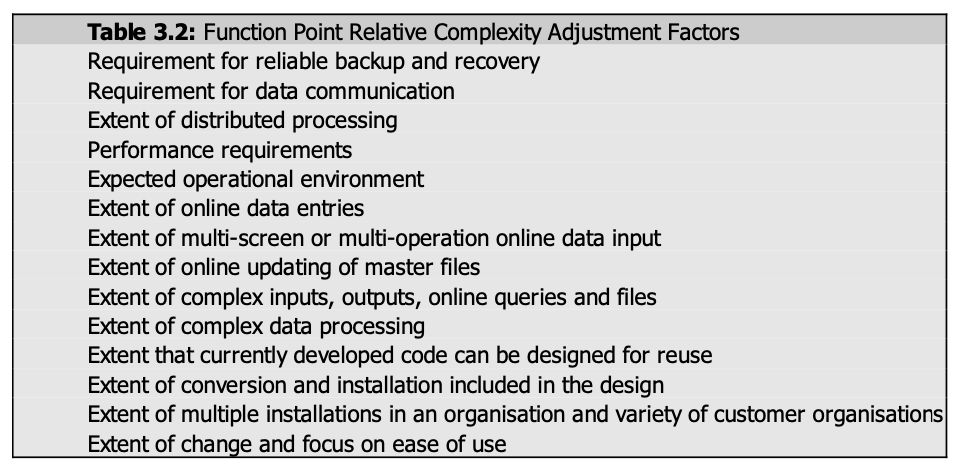 Table 3.2: Function Point Relative Complexity Adjustment Factors
Requirement for reliable backup and recovery
Requirement for data communication
Extent of distributed processing
Performance requirements
Expected operational environment
Extent of online data entries
Extent of multi-screen or multi-operation online data input
Extent of online updating of master files
Extent of complex inputs, outputs, online queries and files
Extent of complex data processing
Extent that currently developed code can be designed for reuse
Extent of conversion and installation included in the design
Extent of multiple installations in an organisation and variety of customer organisations
Extent of change and focus on ease of use